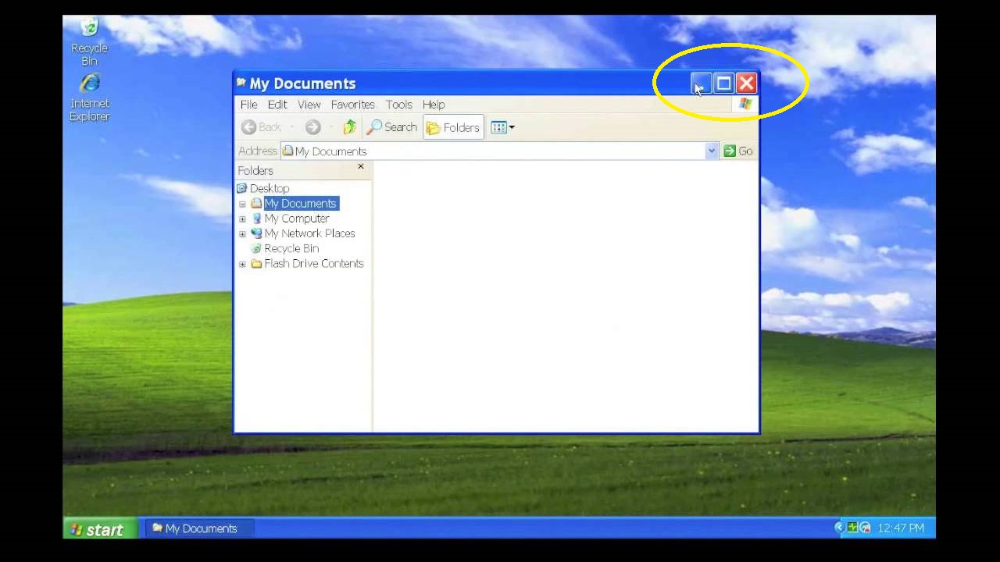 Recycle
Bin
Internet
Explorer
My Documents
File Edit View Favorites Tools Help
Back Search Folders
Address My Documents Go
Folders
Desktop
My Documents
My Computer
My Network Places
Recycle Bin
Flash Drive Contents
start My Documents 12:47 PM